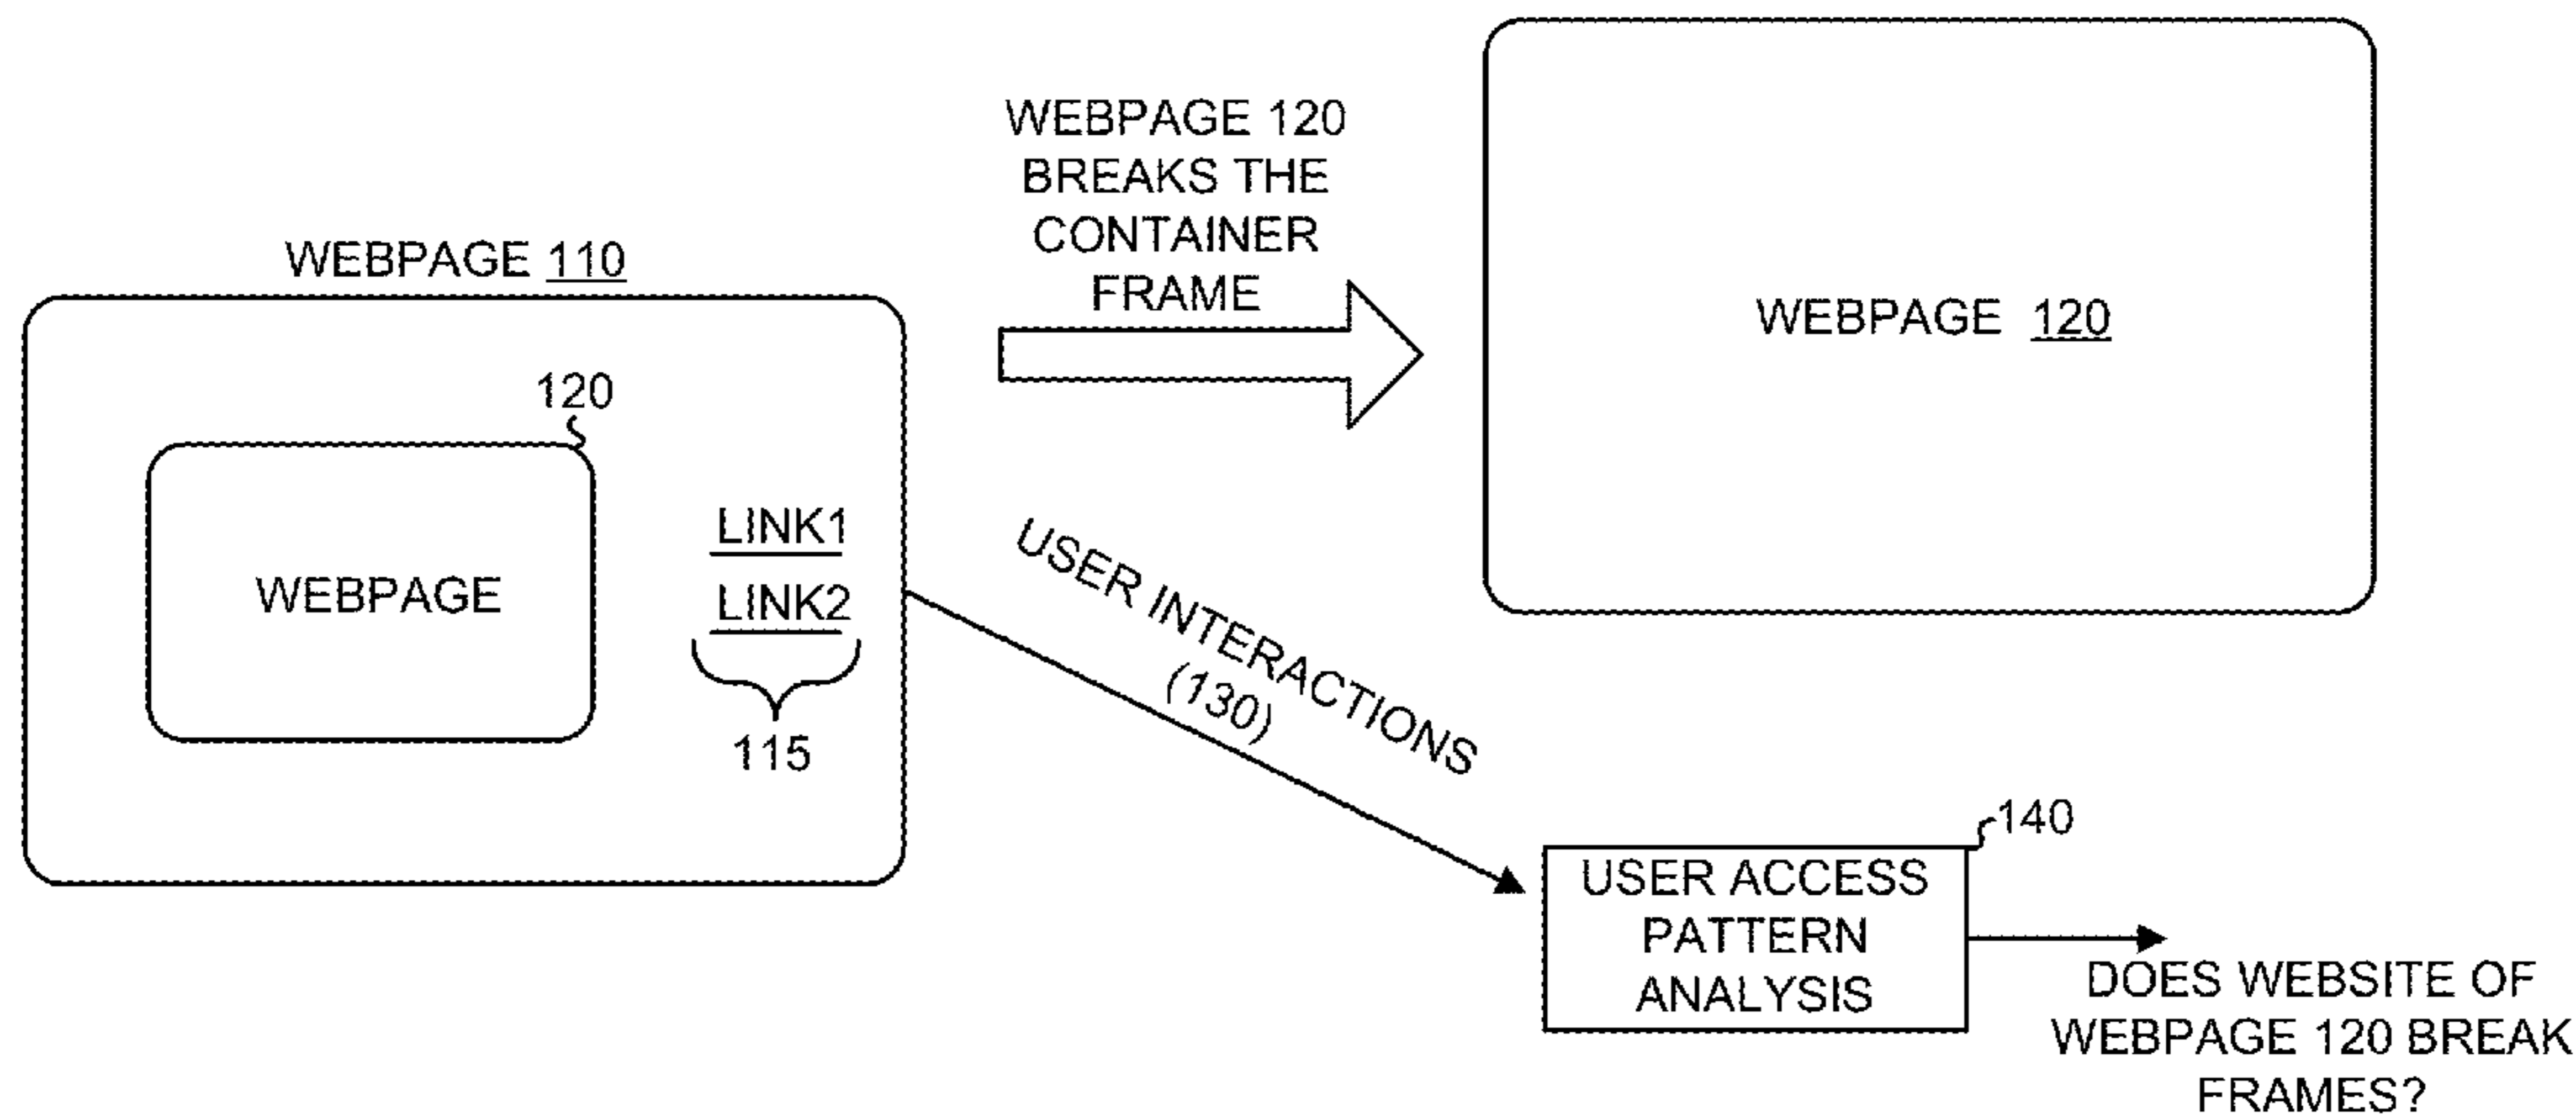 WEBPAGE 110
120
WEBPAGE
LINK1
LINK2
115
WEBPAGE 120
BREAKS THE
CONTAINER
FRAME
WEBPAGE 120
USER INTERACTIONS
(130)
140
USER ACCESS
PATTERN
ANALYSIS
DOES WEBSITE OF
WEBPAGE 120 BREAK
FRAMES?